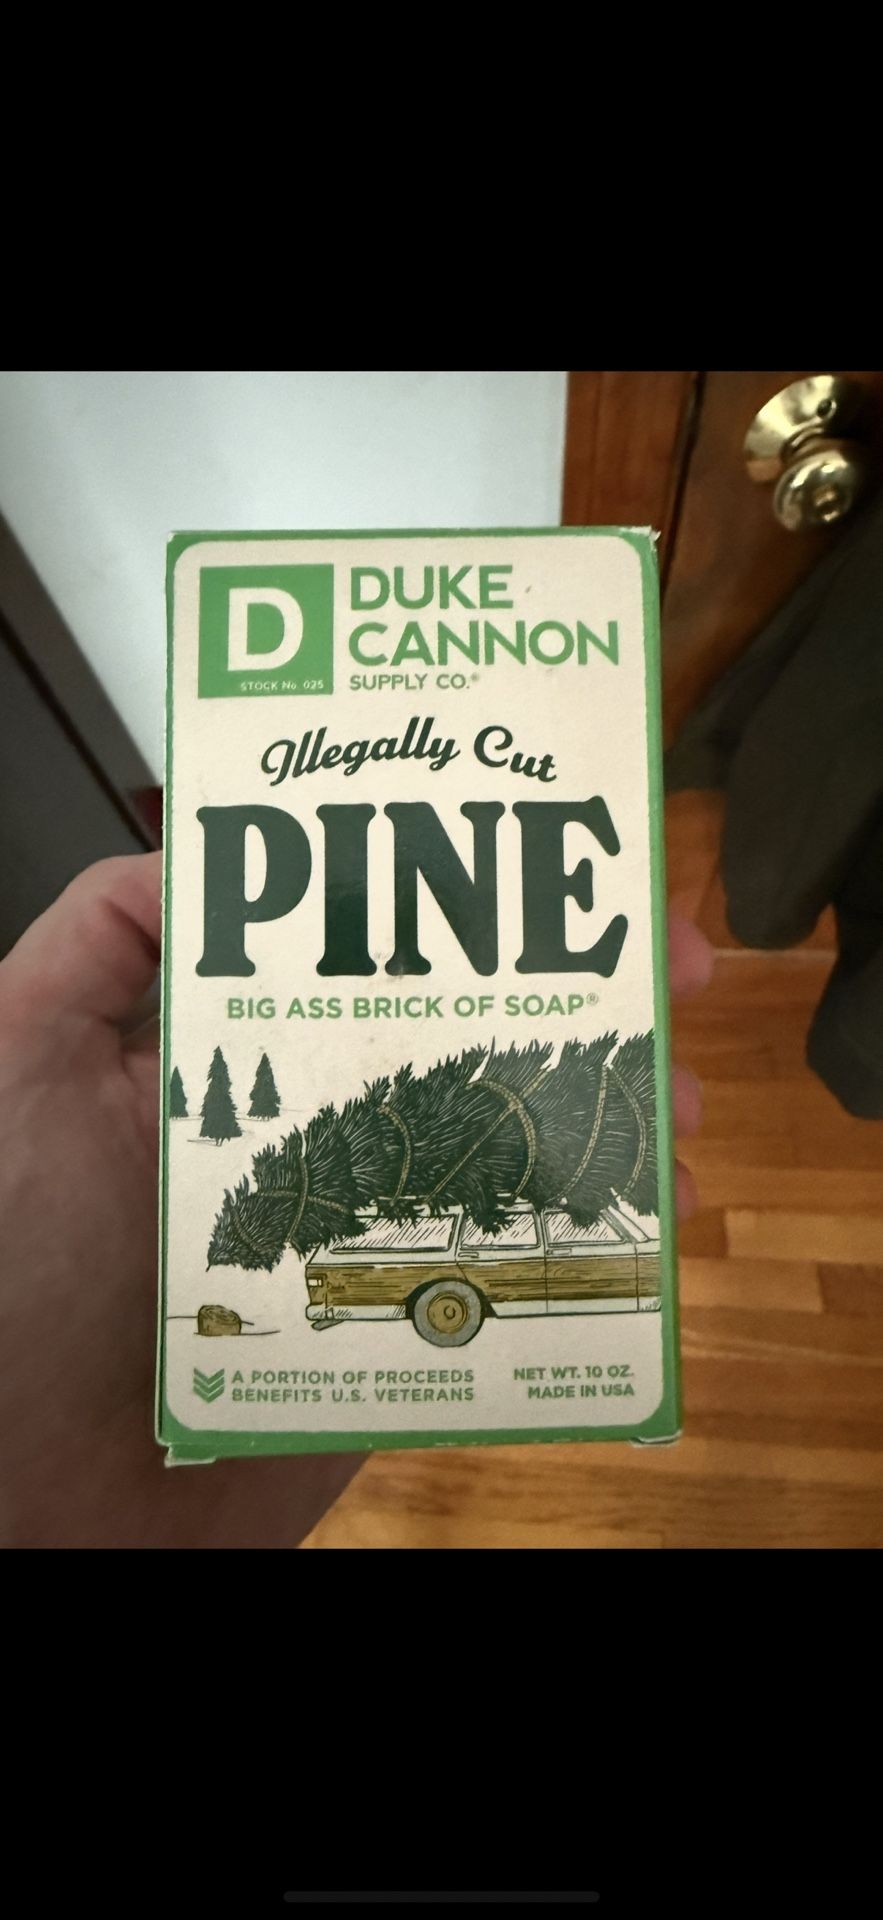 D
STOCK No 025
DUKE
CANNON
SUPPLY CO.®
Illegally Cut
PINE
BIG ASS BRICK OF SOAP®
A PORTION OF PROCEEDS
BENEFITS U.S. VETERANS
NET WT. 10 OZ.
MADE IN USA